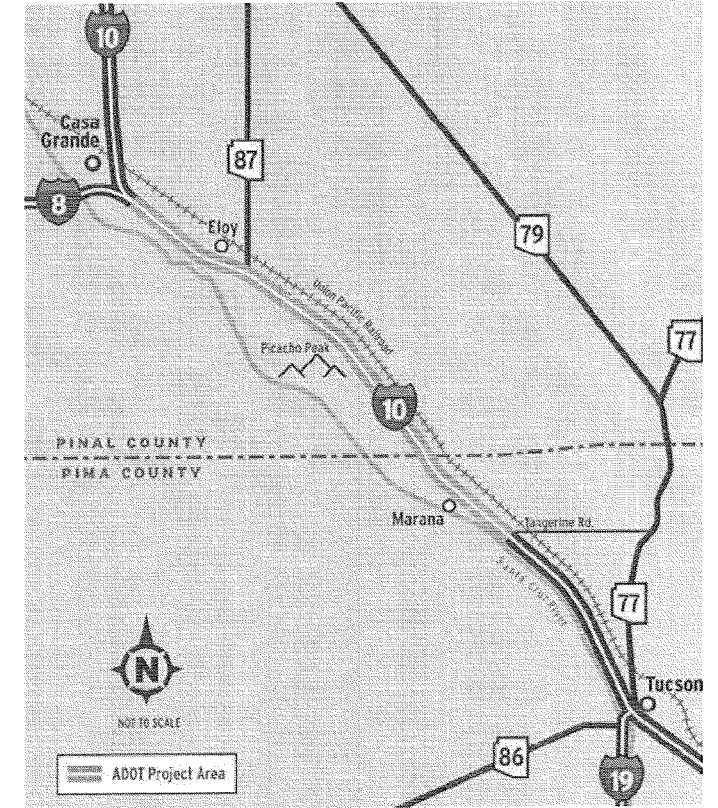 10
Casa
Grande
87
8
Eloy
79
Union Pacific Railroad
77
Picacho Peak
10
PINAL COUNTY
PIMA COUNTY
Marana
Tangerine Rd.
Santa Cruz River
77
N
Tucson
NOT TO SCALE
86
ADOT Project Area
19